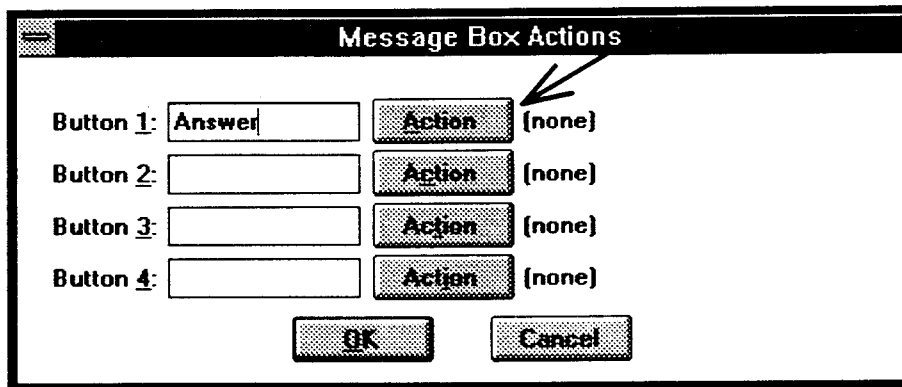 Message Box Actions
Button 1: Answer Action (none)
Button 2: Action (none)
Button 3: Action (none)
Button 4: Action (none)
OK Cancel